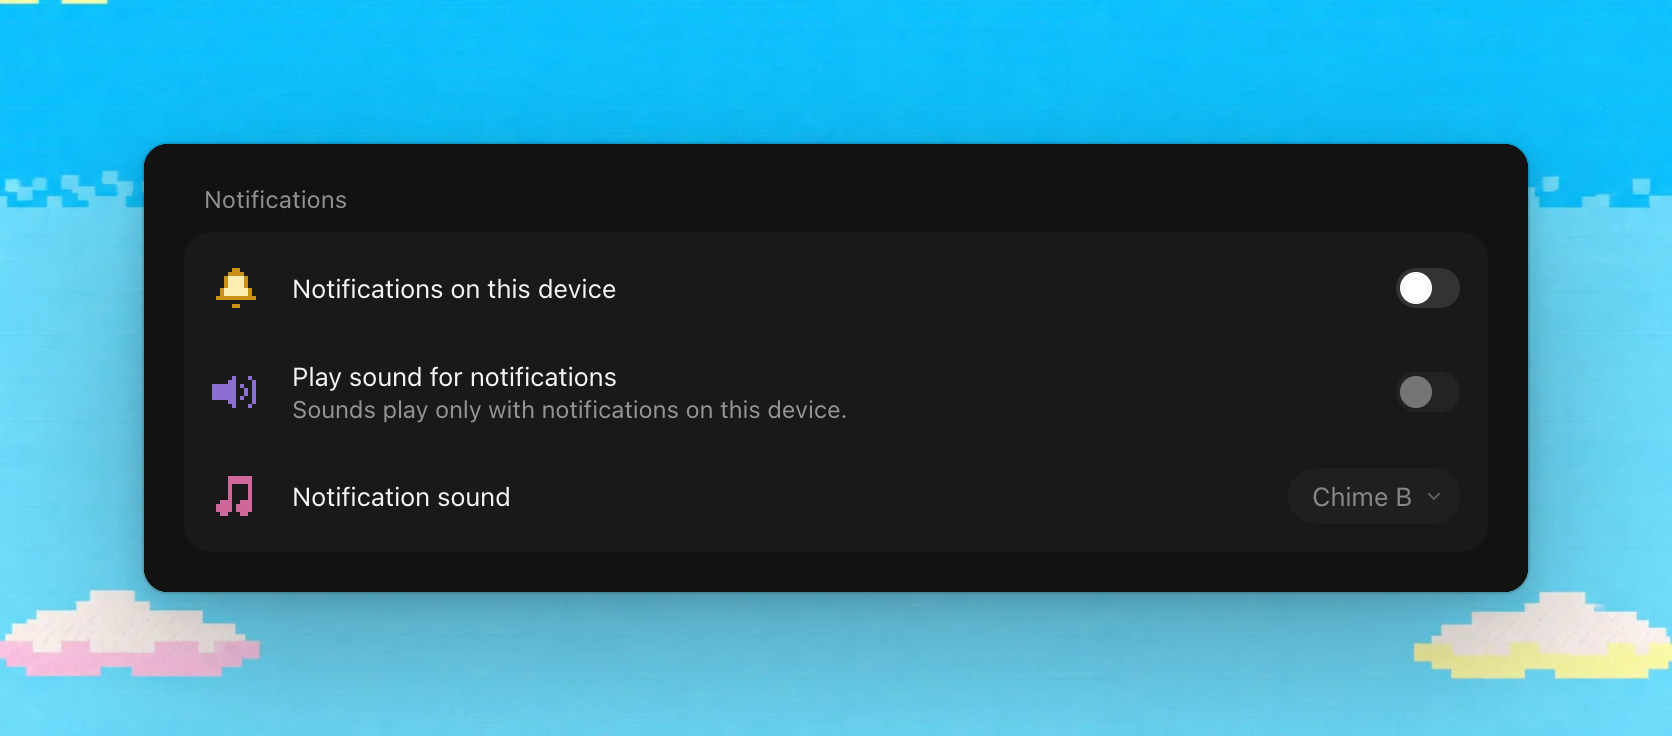 Notifications
Notifications on this device
Play sound for notifications
Sounds play only with notifications on this device.
Notification sound
Chime B